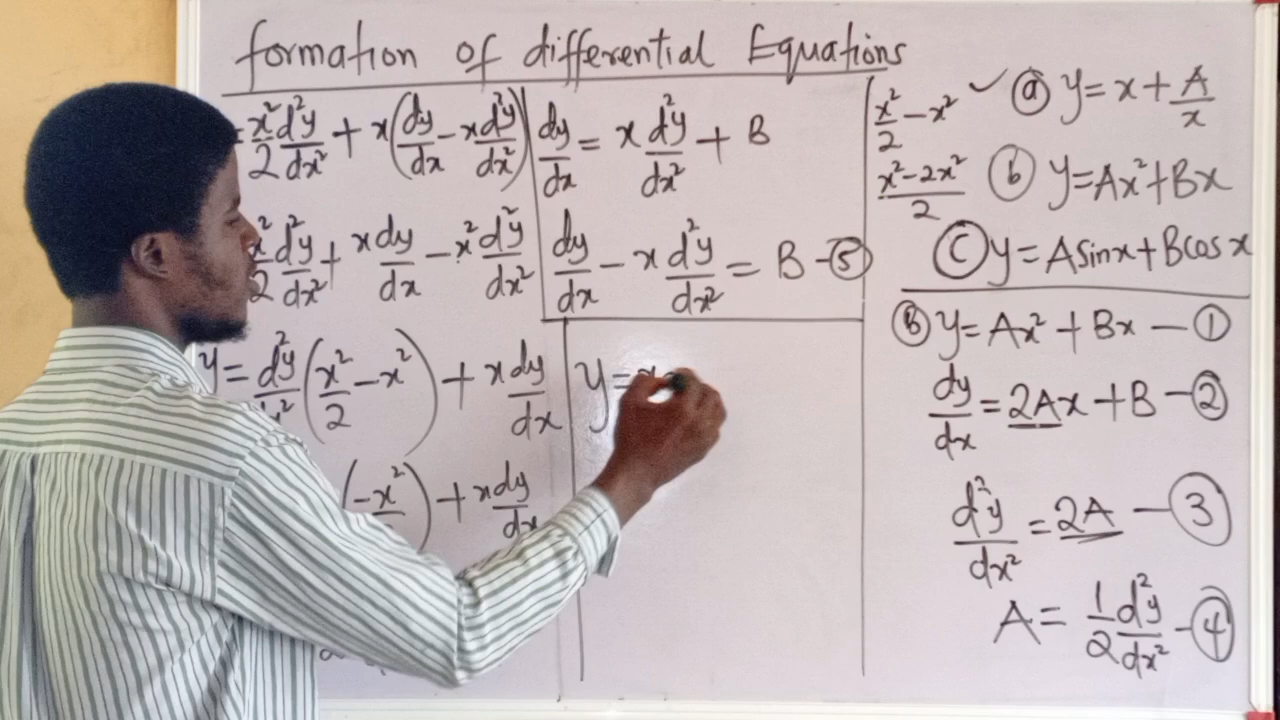 formation of differential Equations
= x²/2 d²y/dx² + x(dy/dx - x d²y/dx²)
x²/2 d²y/dx² + x dy/dx - x² d²y/dx²
y = d²y/dx² (x²/2 - x²) + x dy/dx
(-x²/ ) + x dy/dx
dy/dx = x d²y/dx² + B
dy/dx - x d²y/dx² = B - ⑤
y = x
x²/2 - x²
x² - 2x²/2
✓ ⓐ y = x + A/x
ⓑ y = Ax² + Bx
Ⓒ y = A sin x + B cos x
Ⓑ y = Ax² + Bx - ①
dy/dx = 2Ax + B - ②
d²y/dx² = 2A - ③
A = 1/2 d²y/dx² - ④